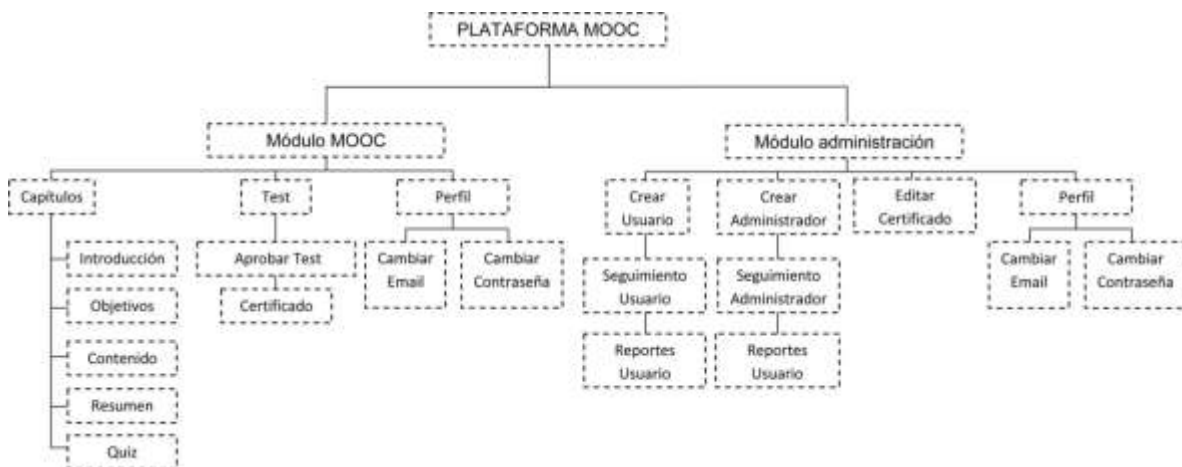 PLATAFORMA MOOC
Módulo MOOC
Módulo administración
Capítulos
Test
Perfil
Crear
Usuario
Crear
Administrador
Editar
Certificado
Perfil
Introducción
Objetivos
Contenido
Resumen
Quiz
Aprobar Test
Certificado
Cambiar
Email
Cambiar
Contraseña
Seguimiento
Usuario
Reportes
Usuario
Seguimiento
Administrador
Reportes
Usuario
Cambiar
Email
Cambiar
Contraseña